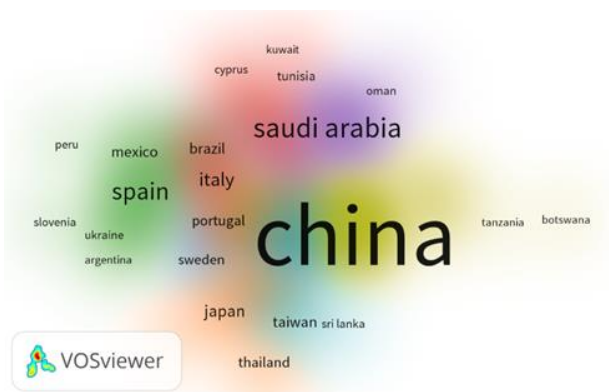 kuwait
cyprus
tunisia
oman
saudi arabia
peru
mexico
brazil
spain
italy
slovenia
portugal
china
tanzania
botswana
ukraine
argentina
sweden
japan
taiwan
sri lanka
thailand
VOSviewer